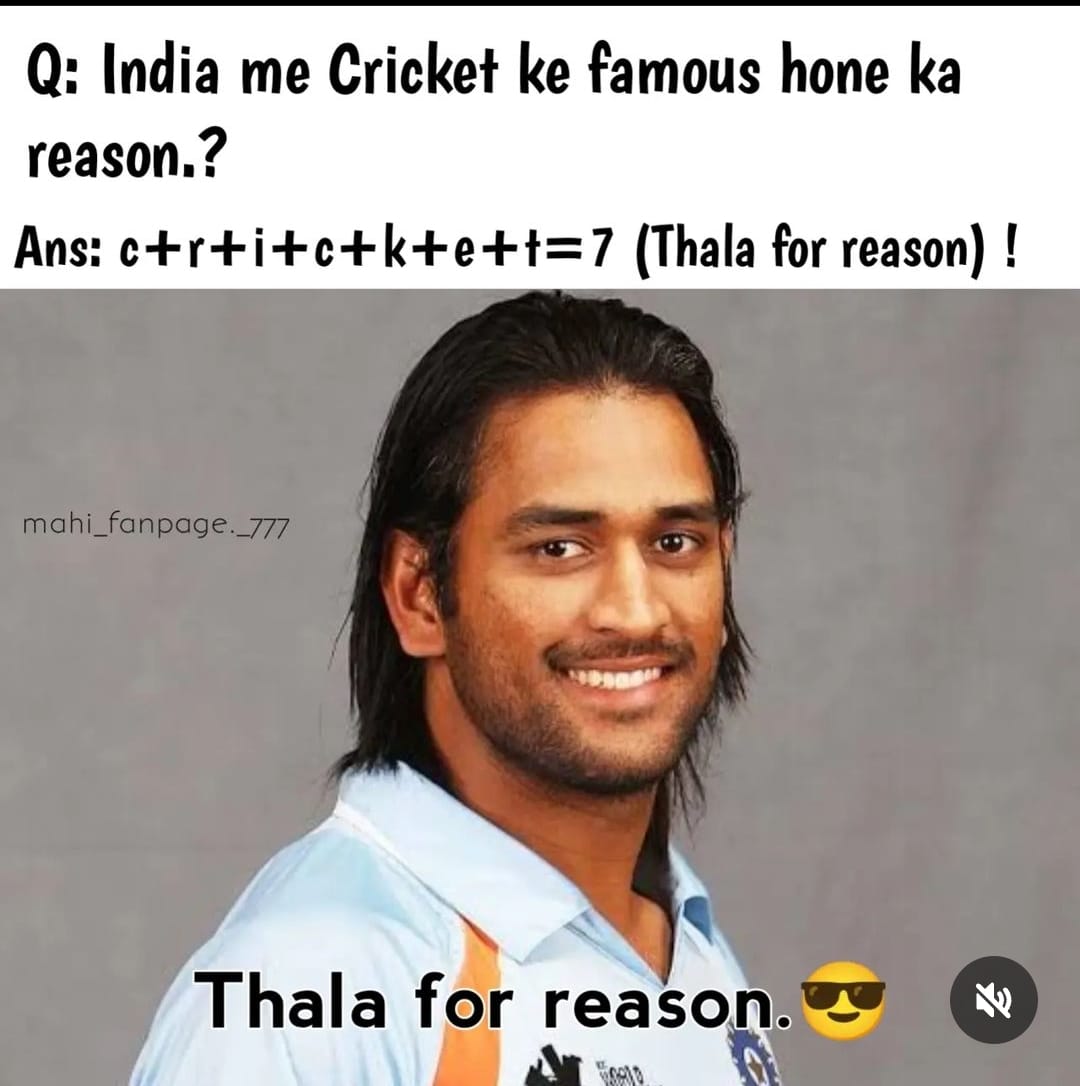 Q: India me Cricket ke famous hone ka
reason.?
Ans: c+r+i+c+k+e+t=7 (Thala for reason) !
mahi_fanpage._777
Thala for reason.😎